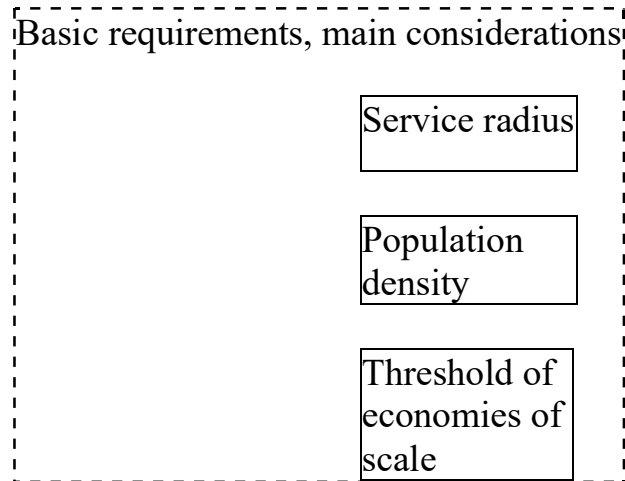 Basic requirements, main considerations
Service radius
Population
density
Threshold of
economies of
scale